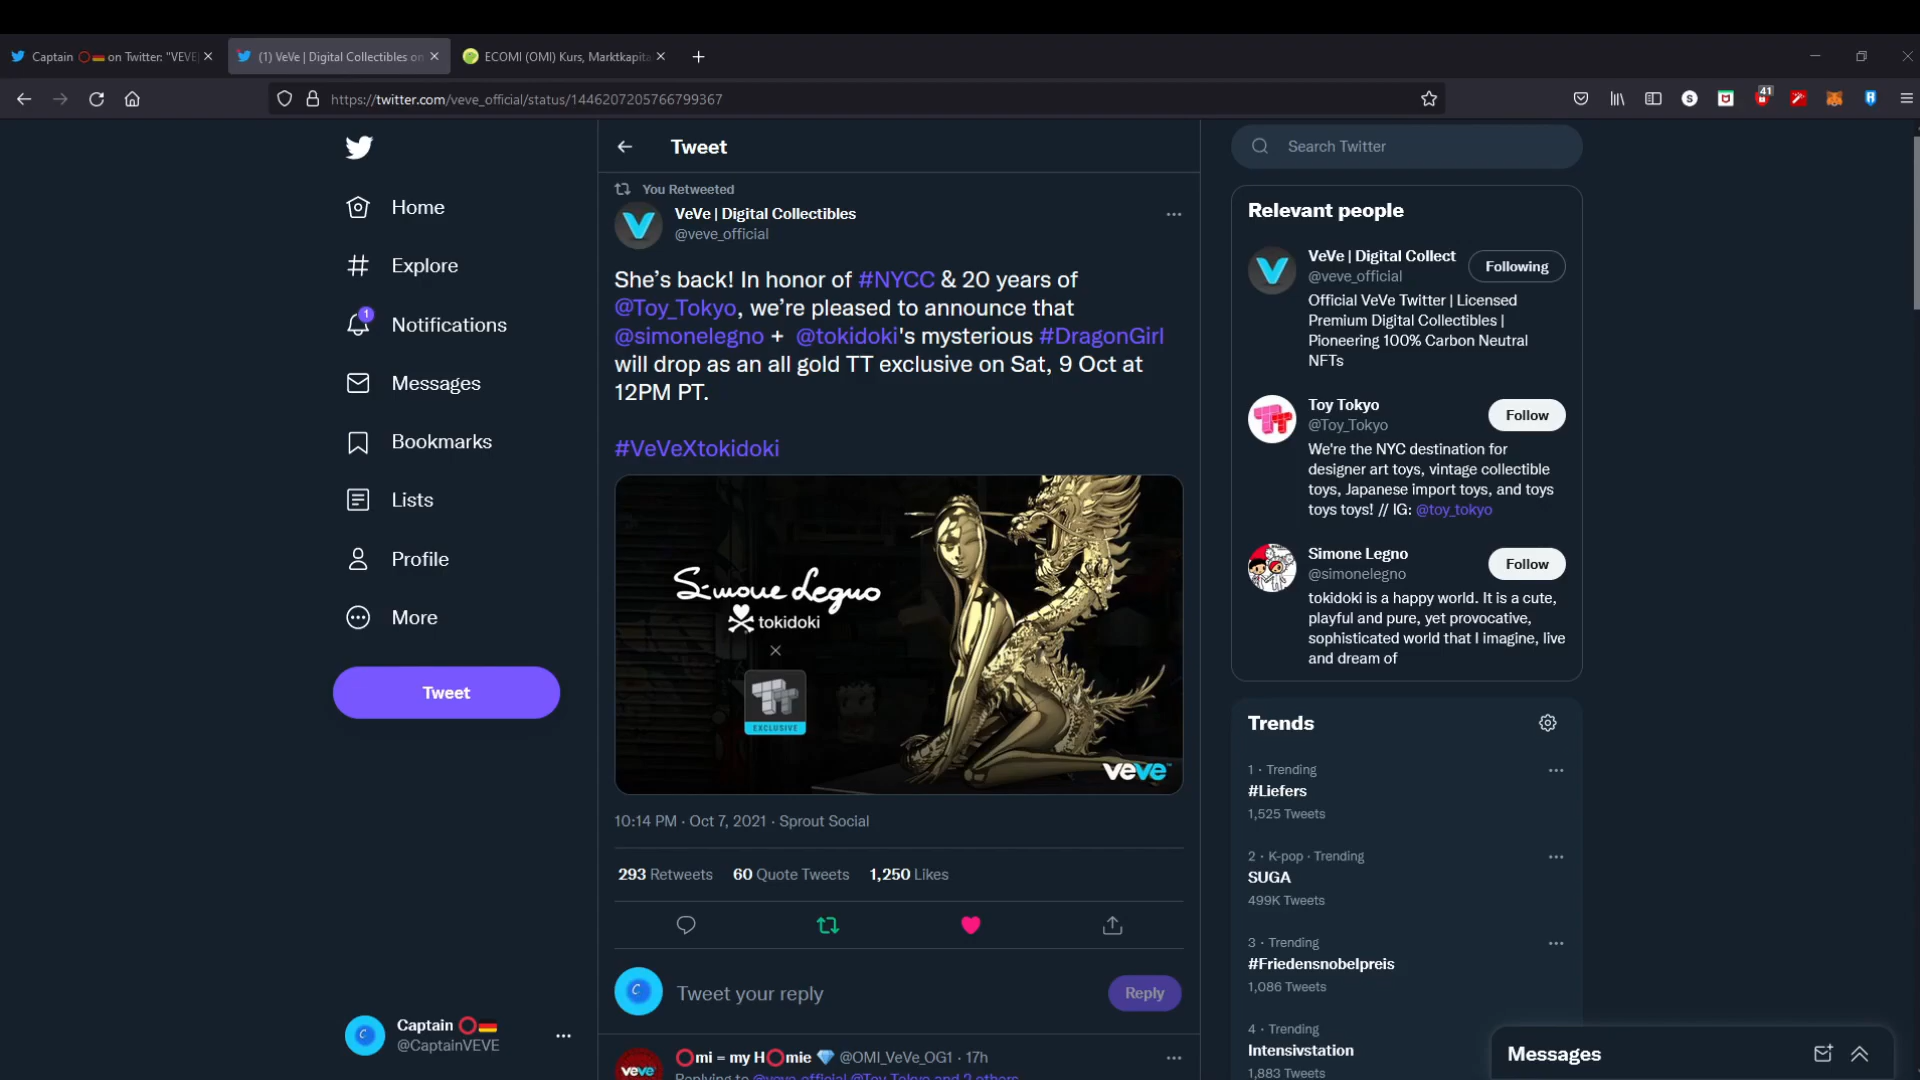 Captain ⭕🇩🇪 on Twitter: "VEVE|
(1) VeVe | Digital Collectibles on
ECOMI (OMI) Kurs, Marktkapita
https://twitter.com/veve_official/status/1446207205766799367
S
41
Home
Explore
1
Notifications
Messages
Bookmarks
Lists
Profile
More
Tweet
Captain ⭕🇩🇪
@CaptainVEVE
Tweet
You Retweeted
VeVe | Digital Collectibles
@veve_official
She's back! In honor of #NYCC & 20 years of
@Toy_Tokyo, we're pleased to announce that
@simonelegno + @tokidoki's mysterious #DragonGirl
will drop as an all gold TT exclusive on Sat, 9 Oct at
12PM PT.
#VeVeXtokidoki
Simone Legno
tokidoki
×
TT
EXCLUSIVE
veve
10:14 PM · Oct 7, 2021 · Sprout Social
293 Retweets 60 Quote Tweets 1,250 Likes
Tweet your reply
Reply
⭕mi = my H⭕mie 💎 @OMI_VeVe_OG1 · 17h
Replying to @veve_official @Toy_Tokyo and 2 others
veve
Search Twitter
Relevant people
VeVe | Digital Collect
@veve_official
Following
Official VeVe Twitter | Licensed
Premium Digital Collectibles |
Pioneering 100% Carbon Neutral
NFTs
Toy Tokyo
@Toy_Tokyo
Follow
We're the NYC destination for
designer art toys, vintage collectible
toys, Japanese import toys, and toys
toys toys! // IG: @toy_tokyo
Simone Legno
@simonelegno
Follow
tokidoki is a happy world. It is a cute,
playful and pure, yet provocative,
sophisticated world that I imagine, live
and dream of
Trends
1 · Trending
#Liefers
1,525 Tweets
2 · K-pop · Trending
SUGA
499K Tweets
3 · Trending
#Friedensnobelpreis
1,086 Tweets
4 · Trending
Intensivstation
1,883 Tweets
Messages